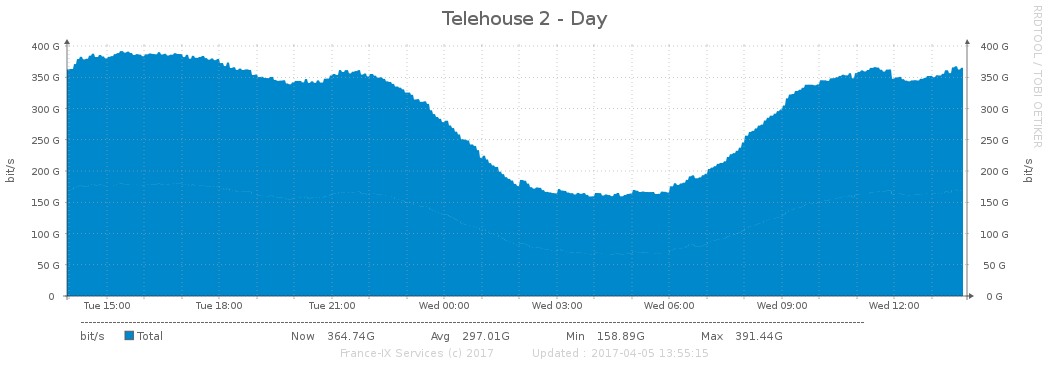 Telehouse 2 - Day
RRDTOOL / TOBI OETIKER
400 G 400 G
350 G 350 G
300 G 300 G
250 G 250 G
200 G 200 G
150 G 150 G
100 G 100 G
50 G 50 G
0 0 G
bit/s bit/s
Tue 15:00 Tue 18:00 Tue 21:00 Wed 00:00 Wed 03:00 Wed 06:00 Wed 09:00 Wed 12:00
bit/s Total Now 364.74G Avg 297.01G Min 158.89G Max 391.44G
France-IX Services (c) 2017 Updated : 2017-04-05 13:55:15